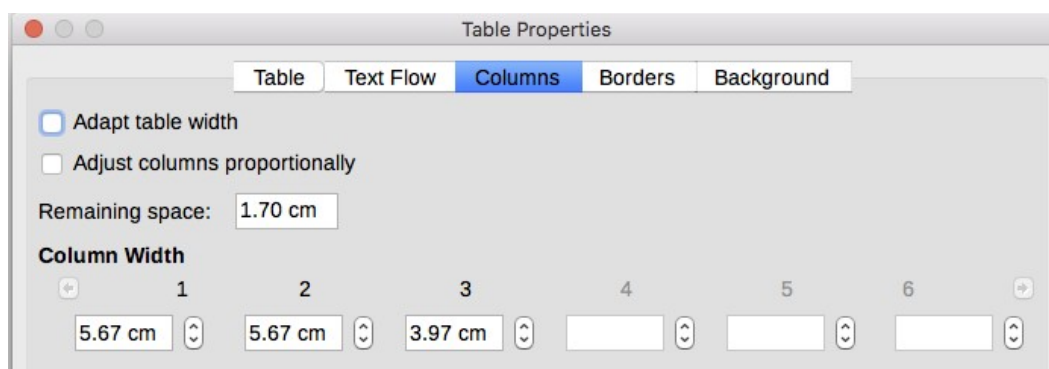 Table Properties
Table Text Flow Columns Borders Background
Adapt table width
Adjust columns proportionally
Remaining space: 1.70 cm
Column Width
1 2 3 4 5 6
5.67 cm 5.67 cm 3.97 cm